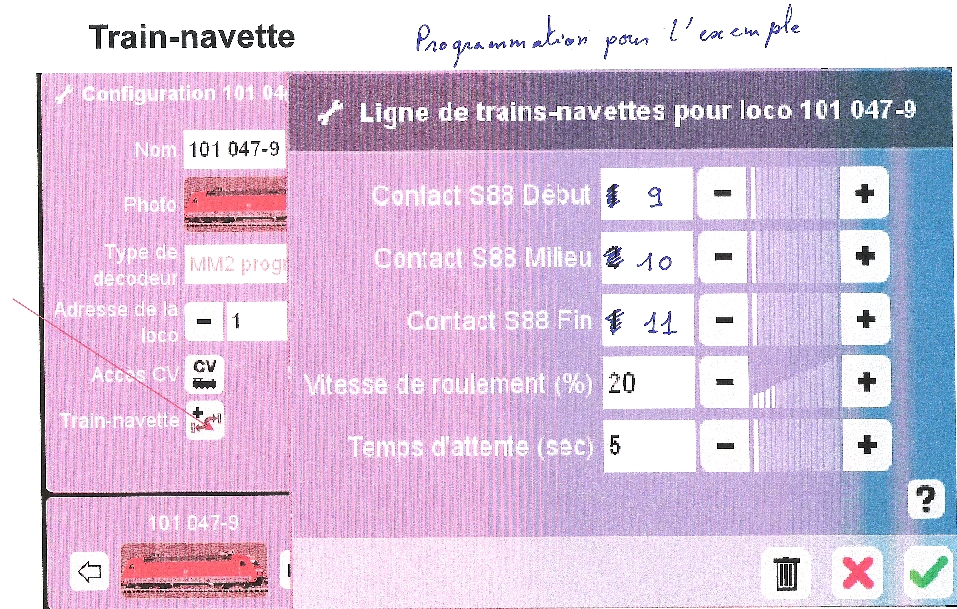 Train-navette
Programmation pour l'exemple
Configuration 101 04
Nom 101 047-9
Photo
Type de décodeur MM2 progr
Adresse de la loco - 1
Accès CV CV
Train-navette
101 047-9
Ligne de trains-navettes pour loco 101 047-9
Contact S88 Début 9 - +
Contact S88 Milieu 10 - +
Contact S88 Fin 11 - +
Vitesse de roulement (%) 20 - +
Temps d'attente (sec) 5 - +
?